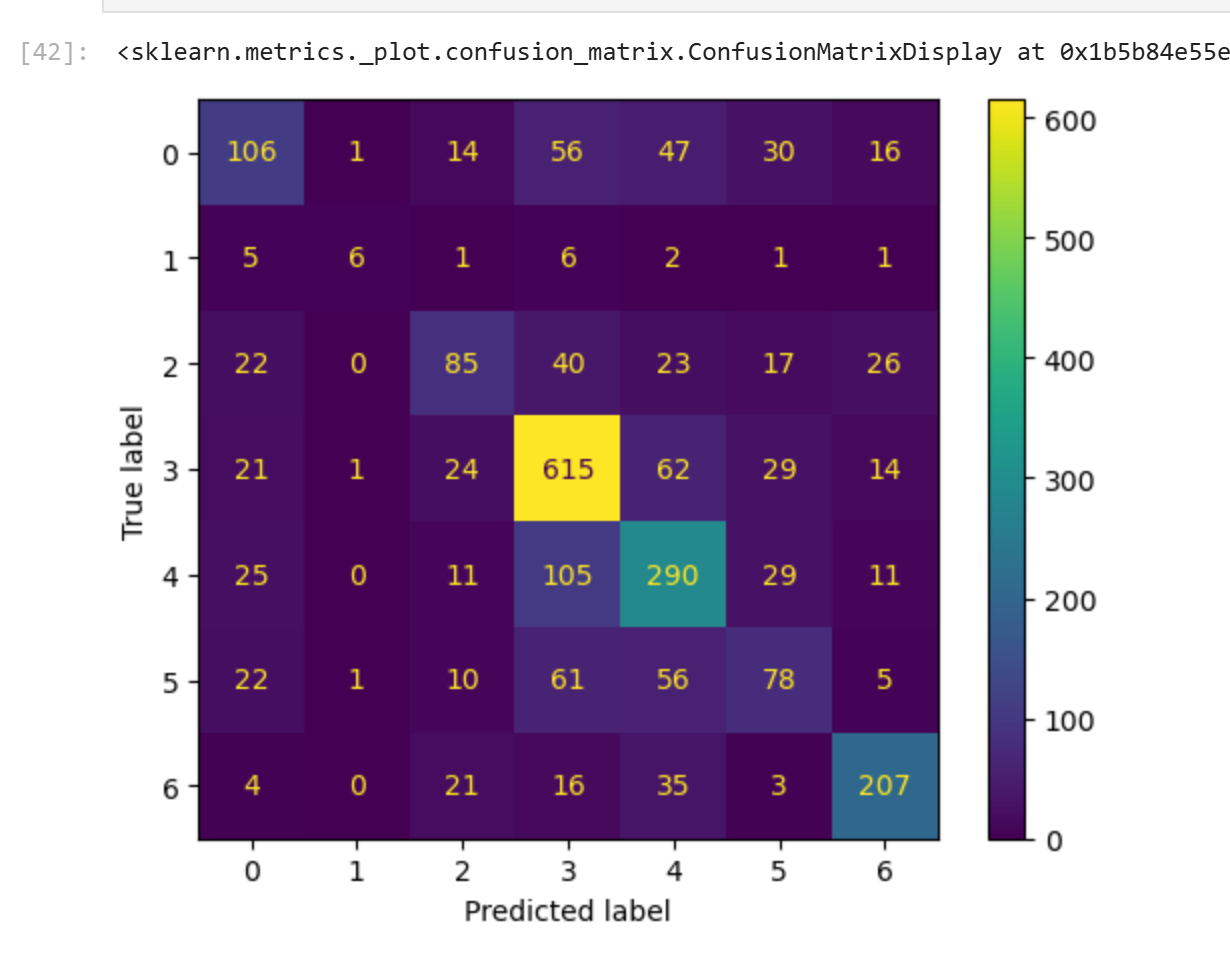 [42]: <sklearn.metrics._plot.confusion_matrix.ConfusionMatrixDisplay at 0x1b5b84e55e
600
0 106 1 14 56 47 30 16
500
1 5 6 1 6 2 1 1
400
2 22 0 85 40 23 17 26
True label
3 21 1 24 615 62 29 14
300
4 25 0 11 105 290 29 11
200
5 22 1 10 61 56 78 5
100
6 4 0 21 16 35 3 207
0
0 1 2 3 4 5 6
Predicted label